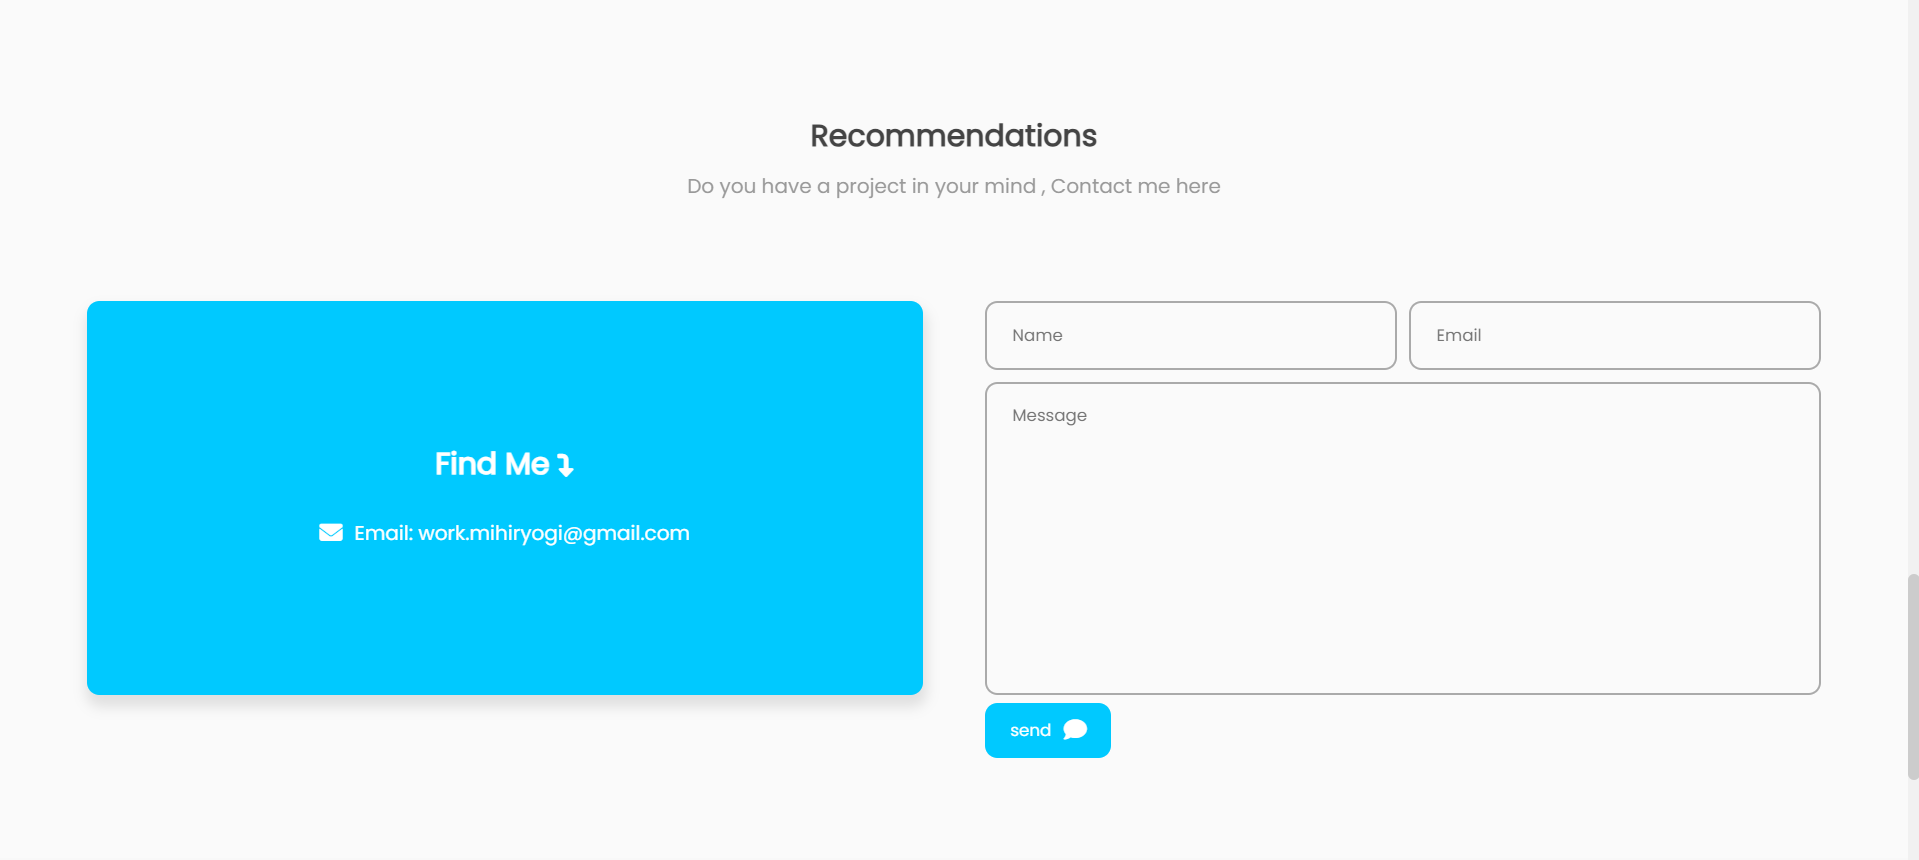 Recommendations
Do you have a project in your mind , Contact me here
Find Me
Email: work.mihiryogi@gmail.com
Name
Email
Message
send